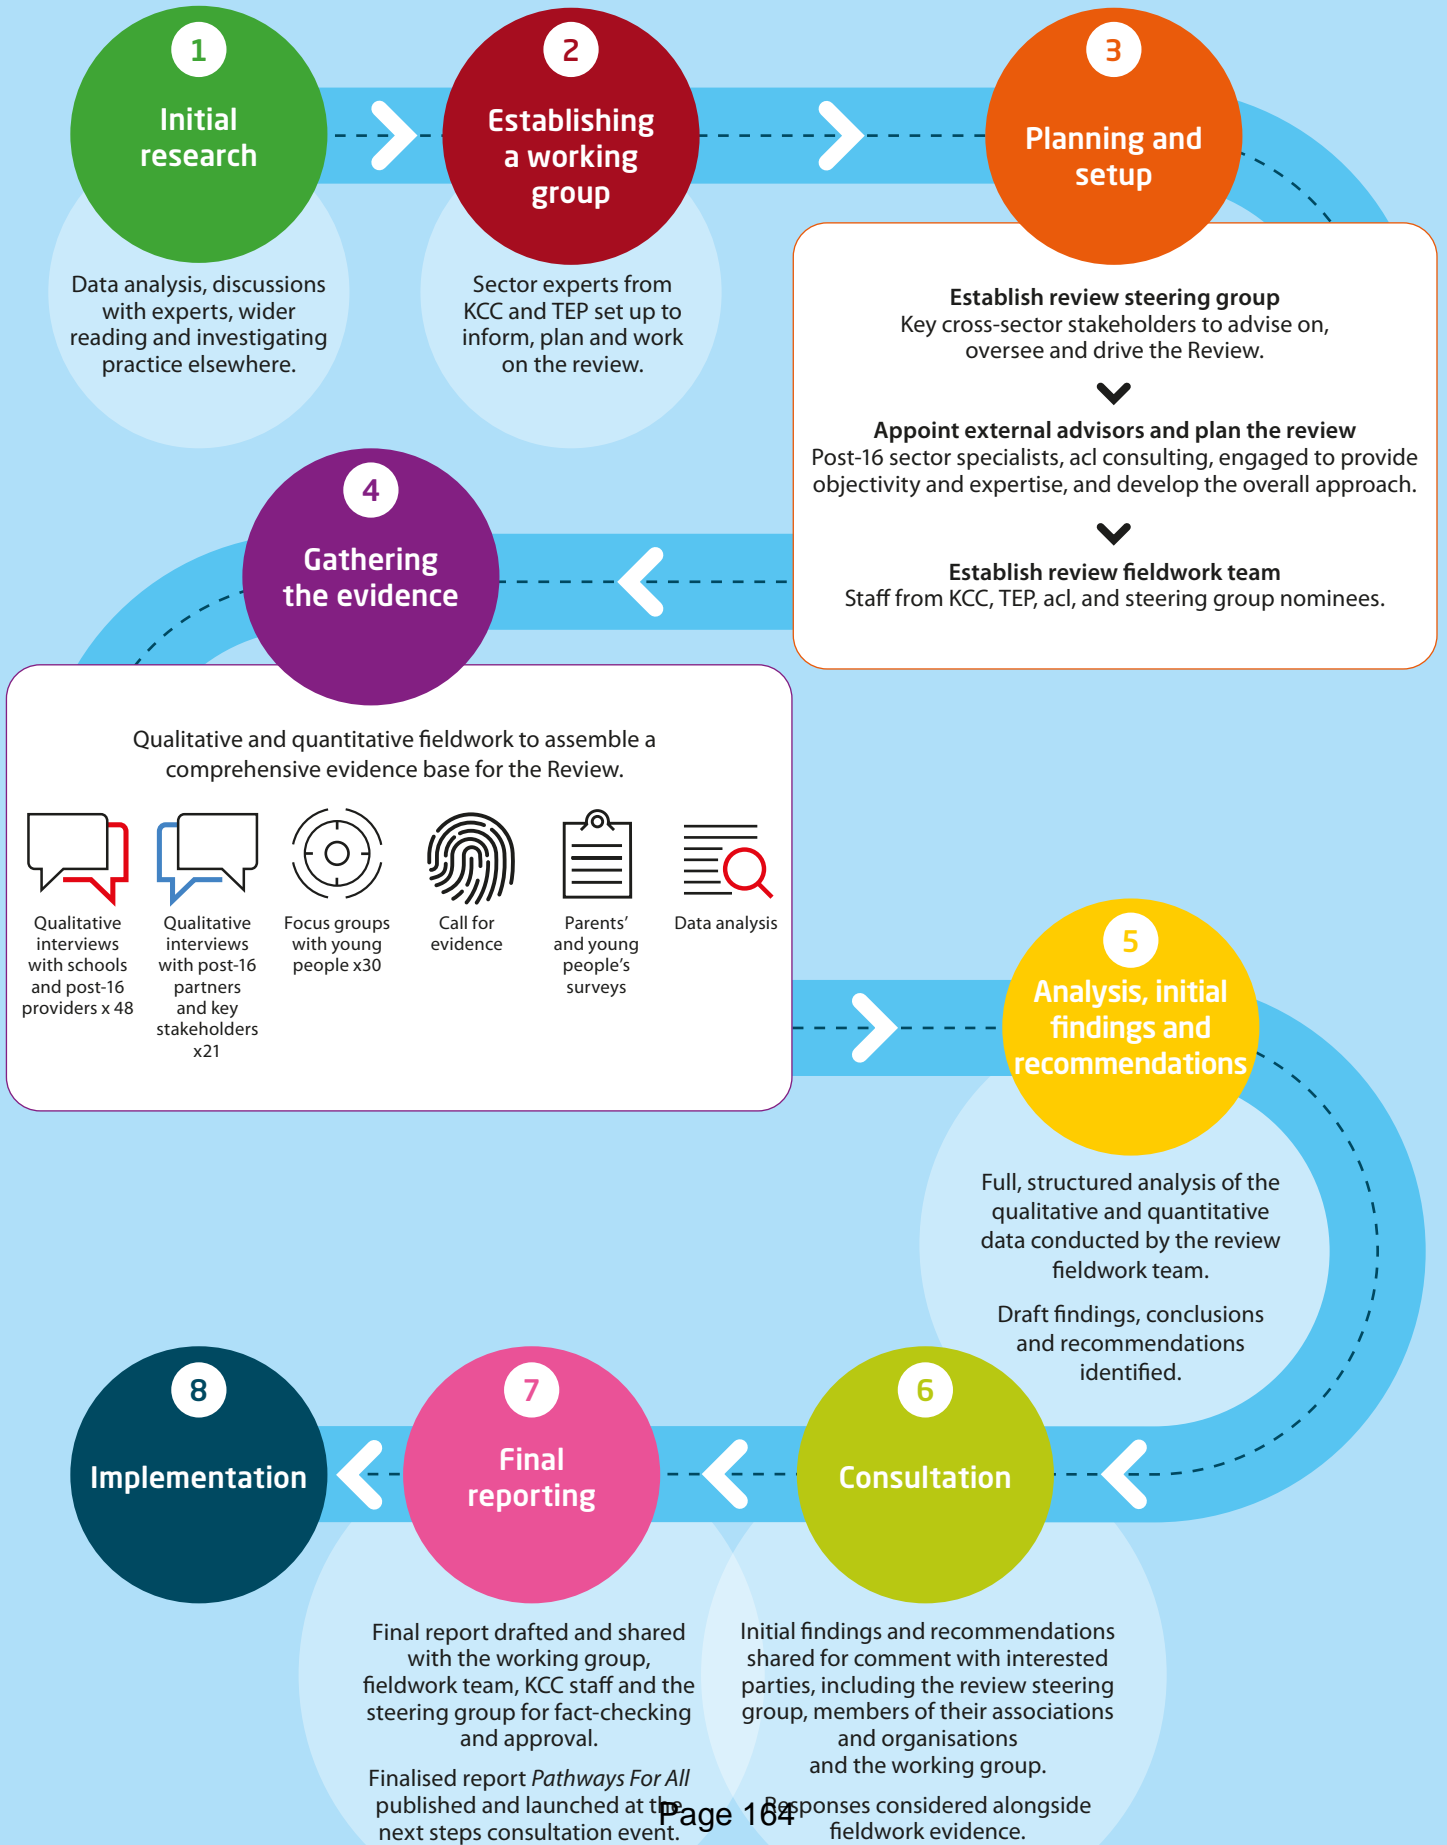 1
Initial
research
Data analysis, discussions
with experts, wider
reading and investigating
practice elsewhere.
2
Establishing
a working
group
Sector experts from
KCC and TEP set up to
inform, plan and work
on the review.
3
Planning and
setup
Establish review steering group
Key cross-sector stakeholders to advise on,
oversee and drive the Review.
Appoint external advisors and plan the review
Post-16 sector specialists, acl consulting, engaged to provide
objectivity and expertise, and develop the overall approach.
Establish review fieldwork team
Staff from KCC, TEP, acl, and steering group nominees.
4
Gathering
the evidence
Qualitative and quantitative fieldwork to assemble a
comprehensive evidence base for the Review.
Qualitative
interviews
with schools
and post-16
providers x 48
Qualitative
interviews
with post-16
partners
and key
stakeholders
x21
Focus groups
with young
people x30
Call for
evidence
Parents’
and young
people’s
surveys
Data analysis
5
Analysis, initial
findings and
recommendations
Full, structured analysis of the
qualitative and quantitative
data conducted by the review
fieldwork team.
Draft findings, conclusions
and recommendations
identified.
6
Consultation
Initial findings and recommendations
shared for comment with interested
parties, including the review steering
group, members of their associations
and organisations
and the working group.
Responses considered alongside
fieldwork evidence.
7
Final
reporting
Final report drafted and shared
with the working group,
fieldwork team, KCC staff and the
steering group for fact-checking
and approval.
Finalised report Pathways For All
published and launched at the
next steps consultation event.
8
Implementation
Page 164